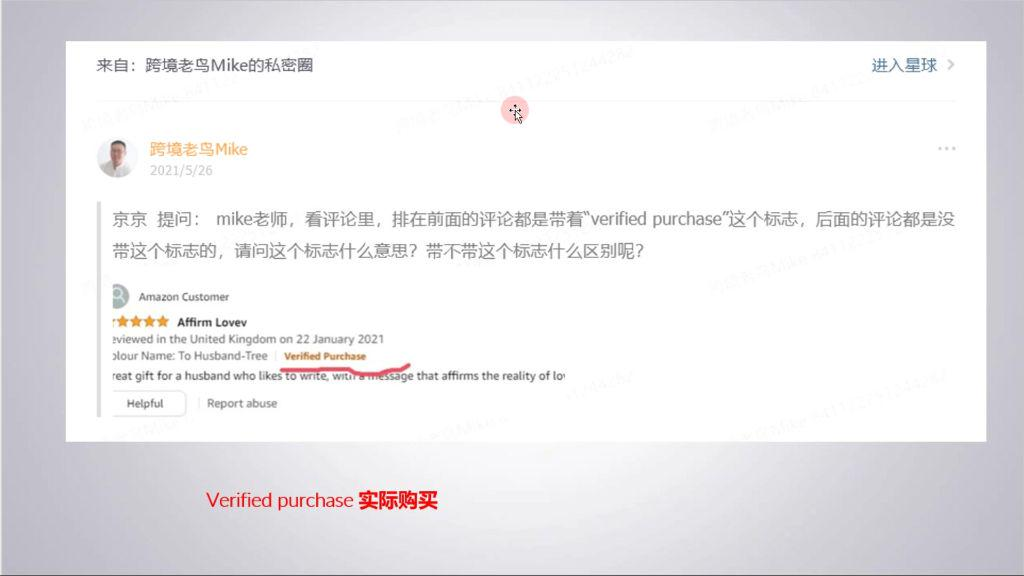 来自：跨境老鸟Mike的私密圈
进入星球
跨境老鸟Mike
2021/5/26
京京 提问： mike老师，看评论里，排在前面的评论都是带着“verified purchase”这个标志，后面的评论都是没
带这个标志的，请问这个标志什么意思？带不带这个标志什么区别呢？
Amazon Customer
Affirm Lovev
eviewed in the United Kingdom on 22 January 2021
olour Name: To Husband-Tree | Verified Purchase
reat gift for a husband who likes to write, with a message that affirms the reality of lov
Helpful | Report abuse
Verified purchase 实际购买